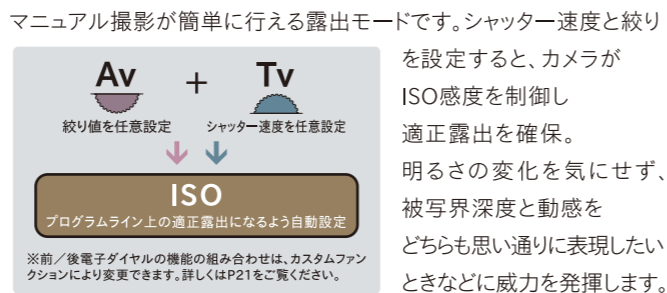 マニュアル撮影が簡単に行える露出モードです。シャッター速度と絞り
を設定すると、カメラが
ISO感度を制御し
適正露出を確保。
明るさの変化を気にせず、
被写界深度と動感を
どちらも思い通りに表現したい
ときなどに威力を発揮します。
Av + Tv
絞り値を任意設定 シャッター速度を任意設定
ISO
プログラムライン上の適正露出になるよう自動設定
※前／後電子ダイヤルの機能の組み合わせは、カスタムファン
クションにより変更できます。詳しくはP21をご覧ください。